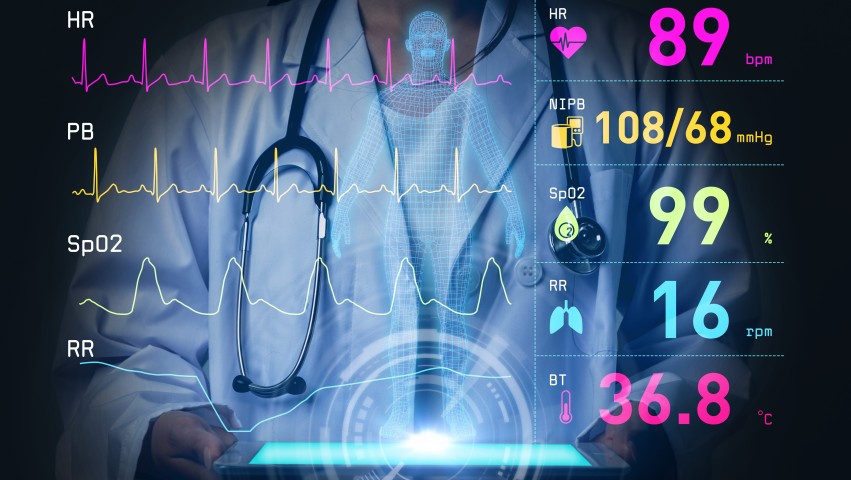 HR
PB
SpO2
RR
HR
89 bpm
NIPB
108/68 mmHg
SpO2
O2
99 %
RR
16 rpm
BT
36.8 °C